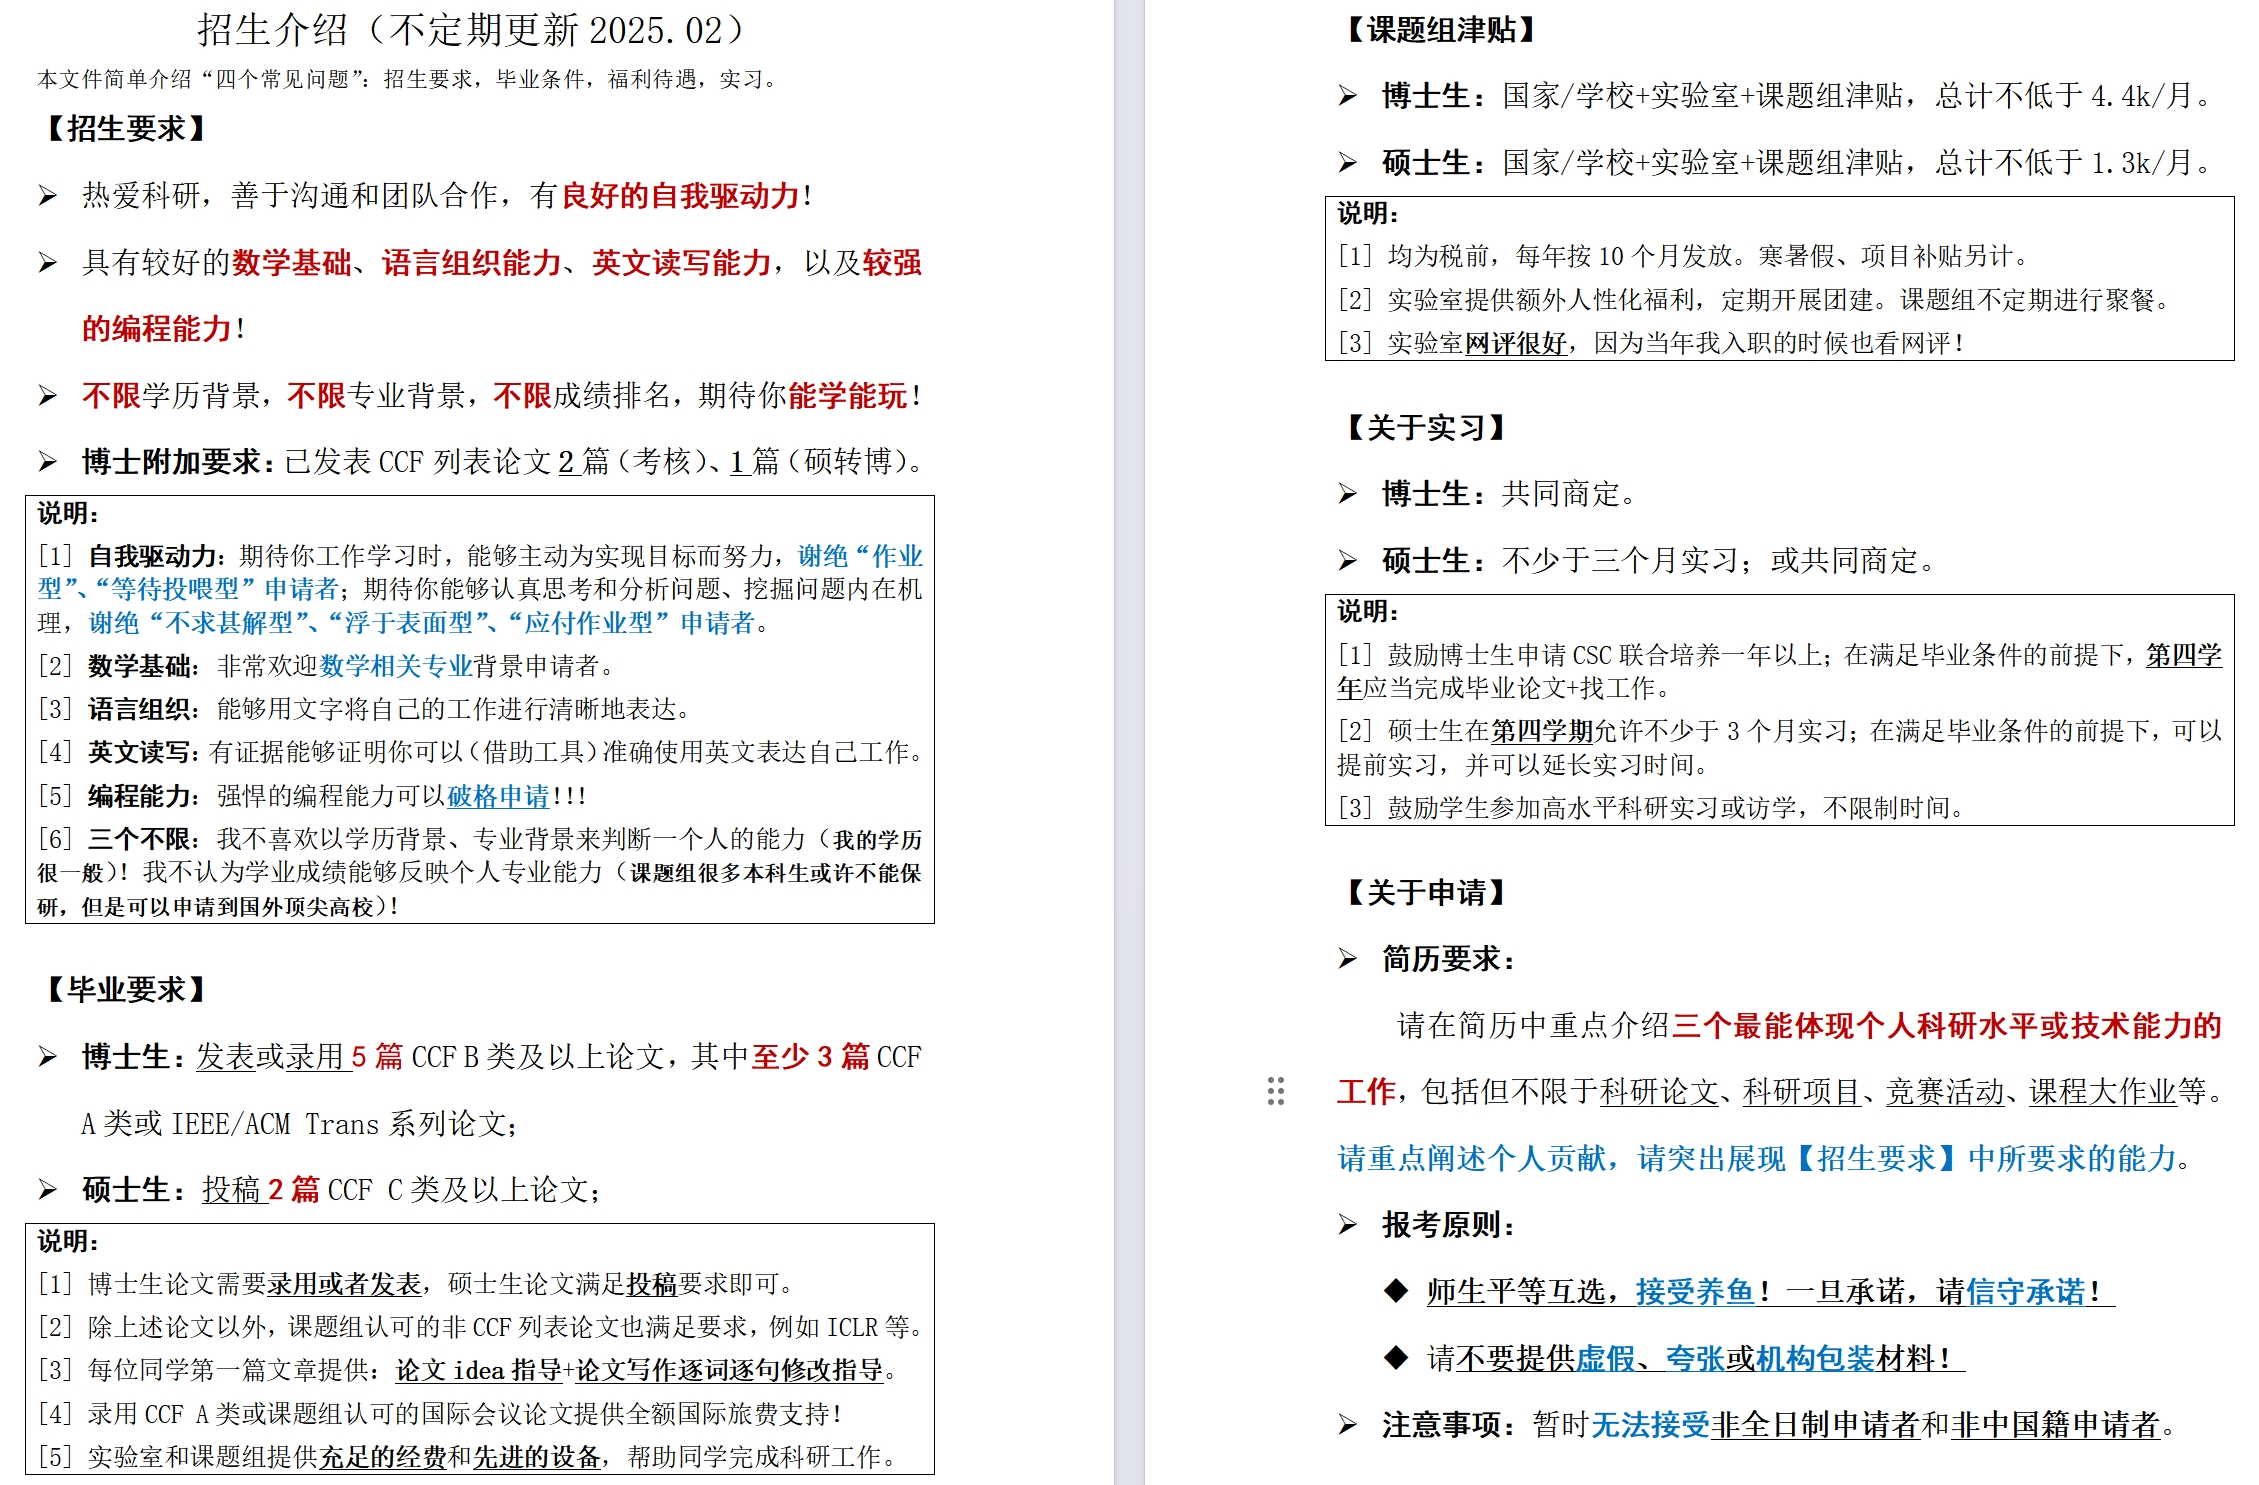 招生介绍（不定期更新 2025.02）
本文件简单介绍“四个常见问题”：招生要求，毕业条件，福利待遇，实习。
【招生要求】
➢ 热爱科研，善于沟通和团队合作，有良好的自我驱动力！
➢ 具有较好的数学基础、语言组织能力、英文读写能力，以及较强
的编程能力！
➢ 不限学历背景，不限专业背景，不限成绩排名，期待你能学能玩！
➢ 博士附加要求：已发表 CCF 列表论文 2 篇（考核）、1 篇（硕转博）。
说明：
[1] 自我驱动力：期待你工作学习时，能够主动为实现目标而努力，谢绝“作业
型”、“等待投喂型”申请者；期待你能够认真思考和分析问题、挖掘问题内在机
理，谢绝“不求甚解型”、“浮于表面型”、“应付作业型”申请者。
[2] 数学基础：非常欢迎数学相关专业背景申请者。
[3] 语言组织：能够用文字将自己的工作进行清晰地表达。
[4] 英文读写：有证据能够证明你可以（借助工具）准确使用英文表达自己工作。
[5] 编程能力：强悍的编程能力可以破格申请!!!
[6] 三个不限：我不喜欢以学历背景、专业背景来判断一个人的能力（我的学历
很一般）！我不认为学业成绩能够反映个人专业能力（课题组很多本科生或许不能保
研，但是可以申请到国外顶尖高校）！
【毕业要求】
➢ 博士生：发表或录用 5 篇 CCF B 类及以上论文，其中至少 3 篇 CCF
A 类或 IEEE/ACM Trans 系列论文；
➢ 硕士生：投稿 2 篇 CCF C 类及以上论文；
说明：
[1] 博士生论文需要录用或者发表，硕士生论文满足投稿要求即可。
[2] 除上述论文以外，课题组认可的非 CCF 列表论文也满足要求，例如 ICLR 等。
[3] 每位同学第一篇文章提供：论文 idea 指导+论文写作逐词逐句修改指导。
[4] 录用 CCF A 类或课题组认可的国际会议论文提供全额国际旅费支持！
[5] 实验室和课题组提供充足的经费和先进的设备，帮助同学完成科研工作。
【课题组津贴】
➢ 博士生：国家/学校+实验室+课题组津贴，总计不低于 4.4k/月。
➢ 硕士生：国家/学校+实验室+课题组津贴，总计不低于 1.3k/月。
说明：
[1] 均为税前，每年按 10 个月发放。寒暑假、项目补贴另计。
[2] 实验室提供额外人性化福利，定期开展团建。课题组不定期进行聚餐。
[3] 实验室网评很好，因为当年我入职的时候也看网评！
【关于实习】
➢ 博士生：共同商定。
➢ 硕士生：不少于三个月实习；或共同商定。
说明：
[1] 鼓励博士生申请 CSC 联合培养一年以上；在满足毕业条件的前提下，第四学
年应当完成毕业论文+找工作。
[2] 硕士生在第四学期允许不少于 3 个月实习；在满足毕业条件的前提下，可以
提前实习，并可以延长实习时间。
[3] 鼓励学生参加高水平科研实习或访学，不限制时间。
【关于申请】
➢ 简历要求：
请在简历中重点介绍三个最能体现个人科研水平或技术能力的
工作，包括但不限于科研论文、科研项目、竞赛活动、课程大作业等。
请重点阐述个人贡献，请突出展现【招生要求】中所要求的能力。
➢ 报考原则：
◆ 师生平等互选，接受养鱼！一旦承诺，请信守承诺！
◆ 请不要提供虚假、夸张或机构包装材料！
➢ 注意事项：暂时无法接受非全日制申请者和非中国籍申请者。